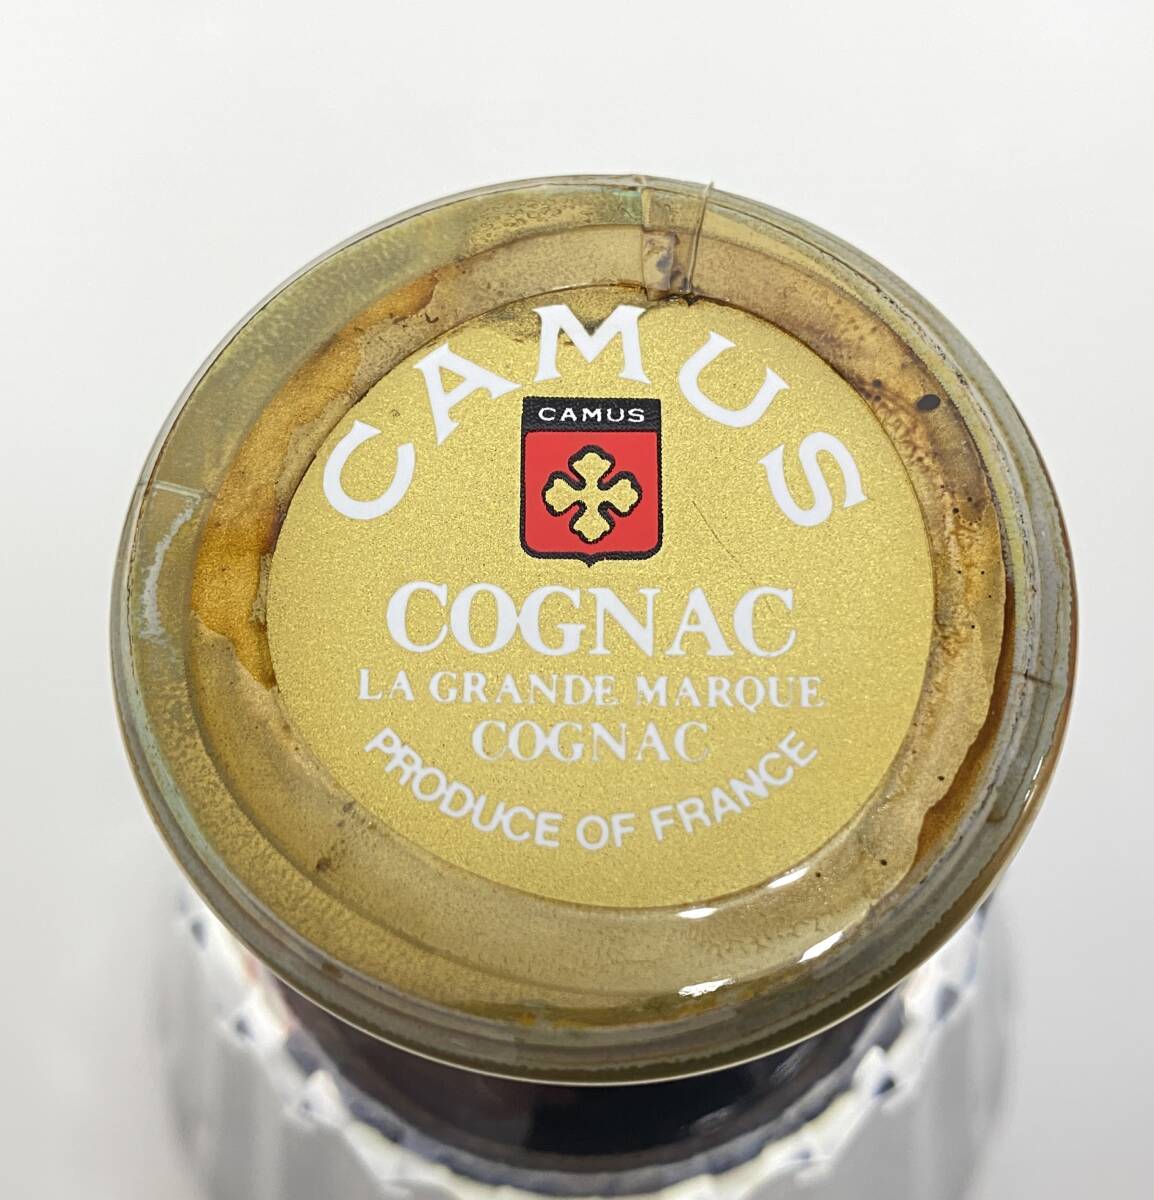 CAMUS
CAMUS
COGNAC
LA GRANDE MARQUE
COGNAC
PRODUCE OF FRANCE